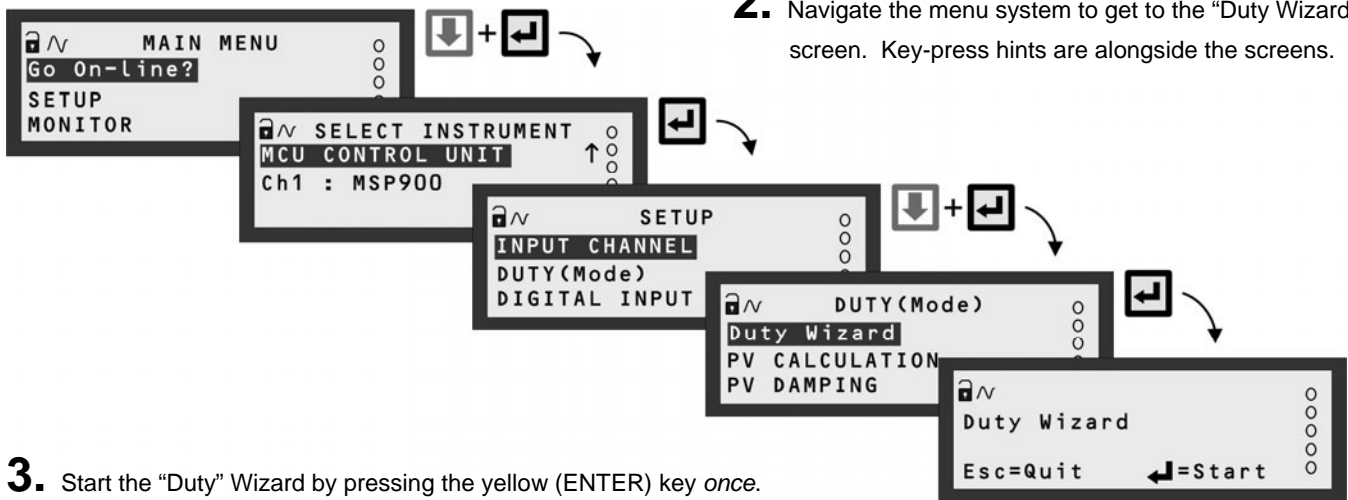 2. Navigate the menu system to get to the “Duty Wizard
screen. Key-press hints are alongside the screens.
MAIN MENU
Go On-line?
SETUP
MONITOR
SELECT INSTRUMENT
MCU CONTROL UNIT ↑
Ch1 : MSP900
SETUP
INPUT CHANNEL
DUTY(Mode)
DIGITAL INPUT
DUTY(Mode)
Duty Wizard
PV CALCULATION
PV DAMPING
Duty Wizard
Esc=Quit ↵=Start
3. Start the “Duty” Wizard by pressing the yellow (ENTER) key once.